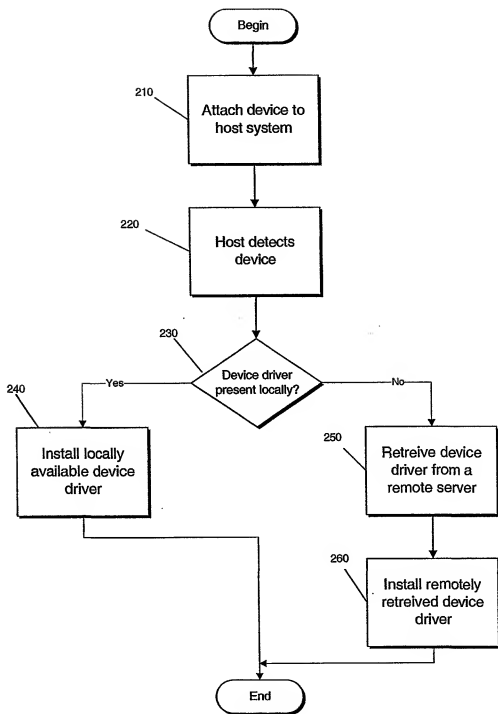 Begin
210
Attach device to
host system
220
Host detects
device
230
Device driver
present locally?
Yes
No
240
Install locally
available device
driver
250
Retreive device
driver from a
remote server
260
Install remotely
retreived device
driver
End